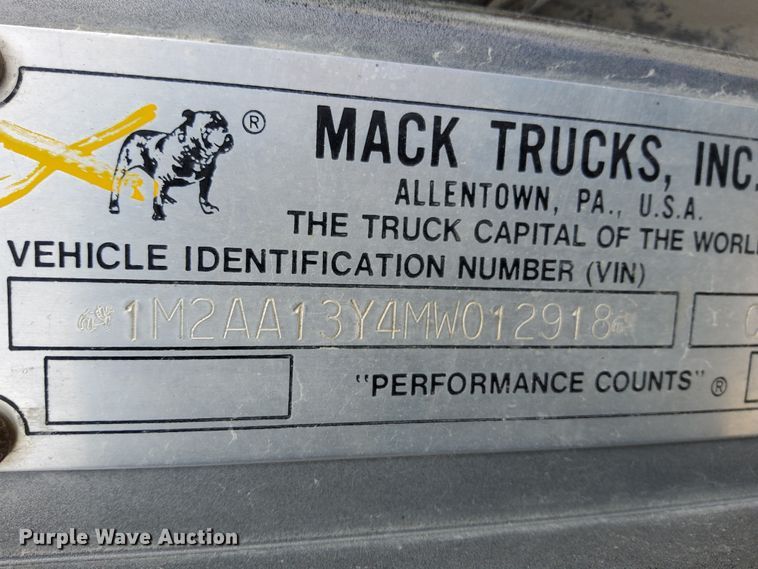 ®
MACK TRUCKS, INC.
ALLENTOWN, PA., U.S.A.
THE TRUCK CAPITAL OF THE WORL
VEHICLE IDENTIFICATION NUMBER (VIN)
1M2AA13Y4MW012918
"PERFORMANCE COUNTS"®
Purple Wave Auction